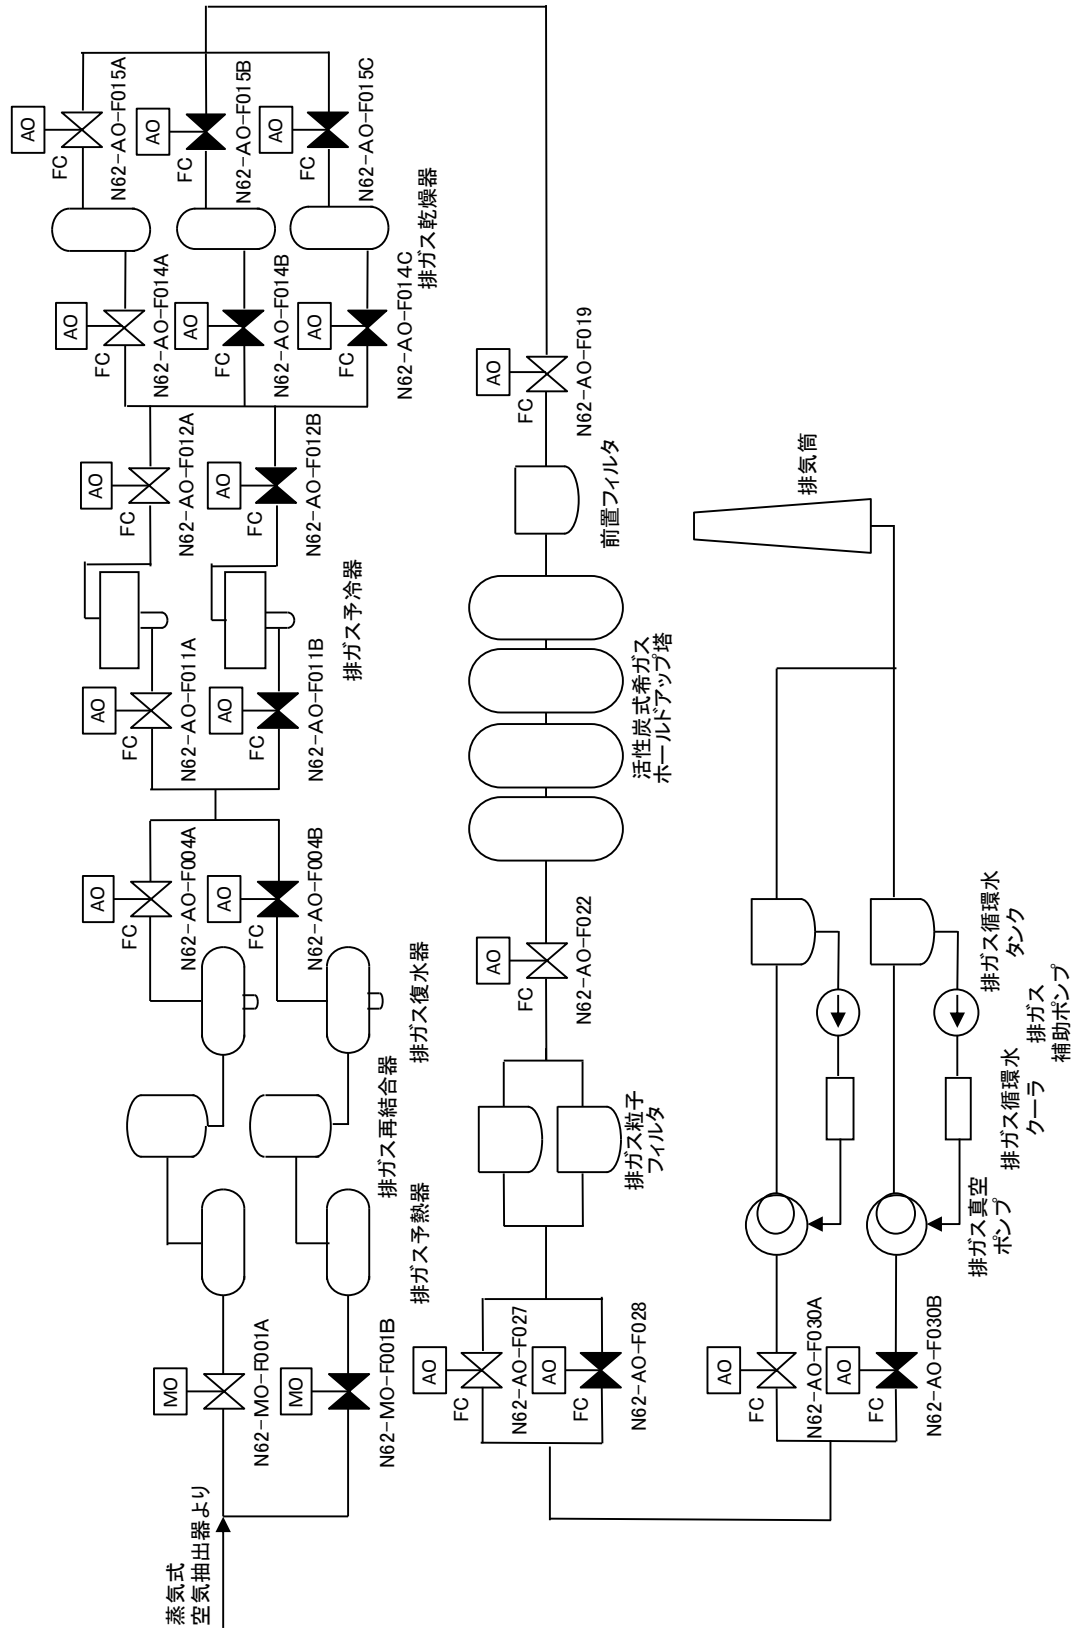 蒸気式
空気抽出器より
MO
N62-MO-F001A
MO
N62-MO-F001B
排ガス予熱器
排ガス再結合器
排ガス復水器
AO
FC
N62-AO-F004A
AO
FC
N62-AO-F004B
AO
FC
N62-AO-F011A
AO
FC
N62-AO-F011B
排ガス予冷器
AO
FC
N62-AO-F012A
AO
FC
N62-AO-F012B
AO
FC
N62-AO-F014A
AO
FC
N62-AO-F014B
AO
FC
N62-AO-F014C
排ガス乾燥器
AO
FC
N62-AO-F015A
AO
FC
N62-AO-F015B
AO
FC
N62-AO-F015C
AO
FC
N62-AO-F019
前置フィルタ
活性炭式希ガス
ホールドアップ塔
AO
FC
N62-AO-F022
排ガス粒子
フィルタ
AO
FC
N62-AO-F027
AO
FC
N62-AO-F028
AO
FC
N62-AO-F030A
AO
FC
N62-AO-F030B
排ガス真空
ポンプ
排ガス循環水
クーラ
排ガス
補助ポンプ
排ガス循環水
タンク
排気筒